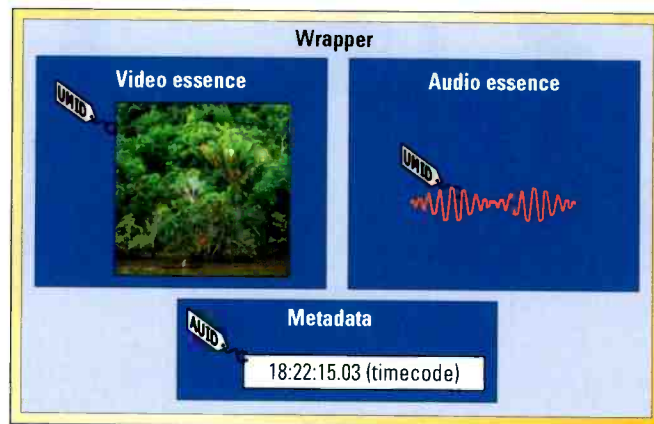 Wrapper
Video essence
UMID
Audio essence
UMID
Metadata
AUID
18:22:15.03 (timecode)